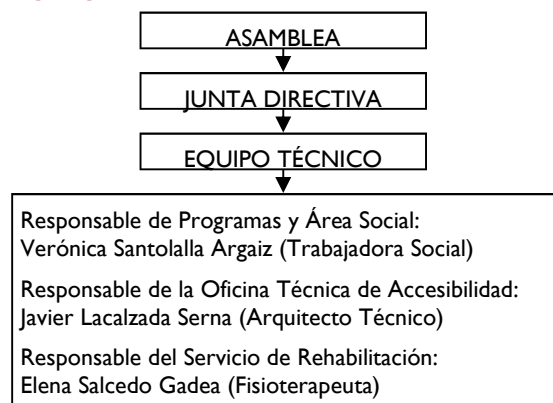 ASAMBLEA
JUNTA DIRECTIVA
EQUIPO TÉCNICO
Responsable de Programas y Área Social:
Verónica Santolalla Argaiz (Trabajadora Social)
Responsable de la Oficina Técnica de Accesibilidad:
Javier Lacalzada Serna (Arquitecto Técnico)
Responsable del Servicio de Rehabilitación:
Elena Salcedo Gadea (Fisioterapeuta)